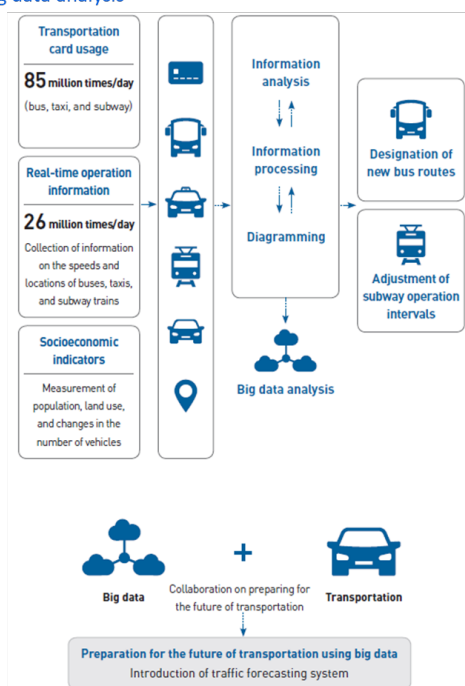 g data analysis
Transportation
card usage
85 million times/day
(bus, taxi, and subway)
Real-time operation
information
26 million times/day
Collection of information
on the speeds and
locations of buses, taxis,
and subway trains
Socioeconomic
indicators
Measurement of
population, land use,
and changes in the
number of vehicles
Information
analysis
Information
processing
Diagramming
Big data analysis
Designation of
new bus routes
Adjustment of
subway operation
intervals
Big data
+
Collaboration on preparing for
the future of transportation
Transportation
Preparation for the future of transportation using big data
Introduction of traffic forecasting system